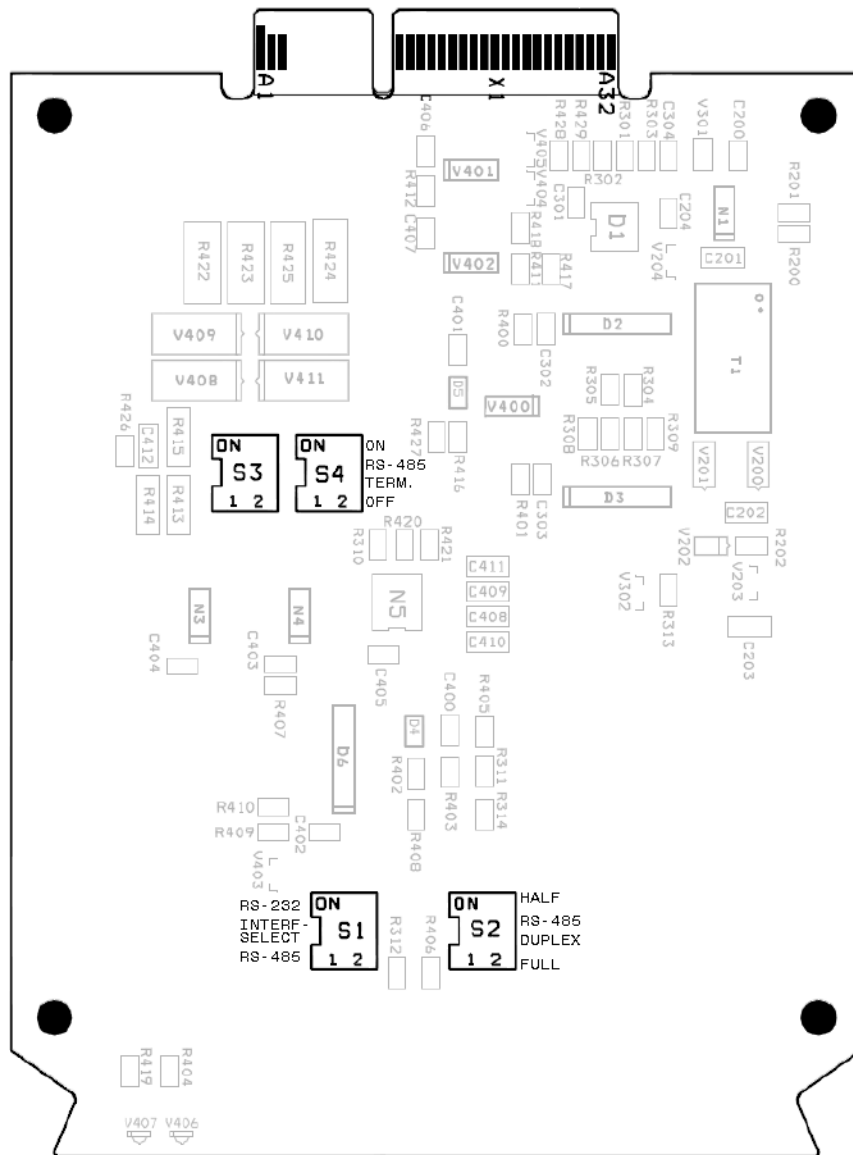 A1
X1
A32
C406
R412
C407
V401
V402
V405
V404
R428
R429
R302
R301
R303
C304
V301
C200
C301
D1
C204
N1
R201
R200
R418
R411
R417
V204
C201
R422
R423
R425
R424
V409
V410
V408
V411
C401
R400
C302
D2
T1
D5
V400
R305
R304
R426
C412
R415
R427
R416
R308
R306
R307
R309
V201
V200
ON
S3
1 2
ON
S4
1 2
ON
RS-485
TERM.
OFF
R414
R413
R401
C303
D3
C202
R310
R420
R421
V202
R202
V203
C411
C409
C408
C410
N5
V302
R313
C203
N3
N4
C404
C403
R407
C405
D6
D4
C400
R405
R402
R403
R311
R408
R314
R410
R409
C402
V403
RS-232
INTERF-
SELECT
RS-485
ON
S1
1 2
R312
R406
ON
S2
1 2
HALF
RS-485
DUPLEX
FULL
R419
R404
V407
V406